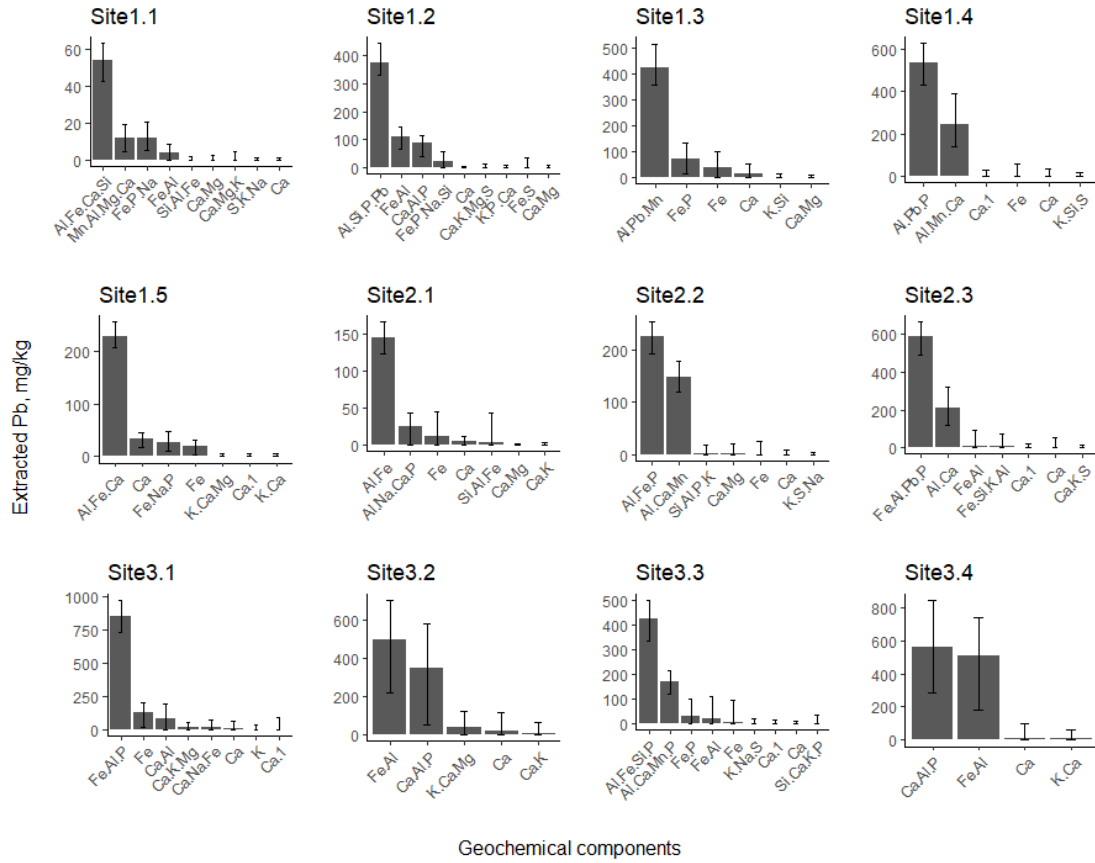 Site1.1
60
40
20
0
Al.Fe.Ca.Si
Mn.Al.Mg.Ca
Fe.P.Na
Fe.Al
Si.Al.Fe
Ca.Mg
Ca.Mg.K
S.K.Na
Ca
Site1.2
400
300
200
100
0
Al.Si.P.Pb
Fe.Al
Ca.Al.P
Fe.P.Na.Si
Ca
Ca.K.Mg.S
K.P.Ca
Fe.S
Ca.Mg
Site1.3
500
400
300
200
100
0
Al.Pb.Mn
Fe.P
Fe
Ca
K.Si
Ca.Mg
Site1.4
600
400
200
0
Al.Pb.P
Al.Mn.Ca
Ca.1
Fe
Ca
K.Si.S
Extracted Pb, mg/kg
Site1.5
200
100
0
Al.Fe.Ca
Ca
Fe.Na.P
Fe
K.Ca.Mg
Ca.1
K.Ca
Site2.1
150
100
50
0
Al.Fe
Al.Na.Ca.P
Fe
Ca
Si.Al.Fe
Ca.Mg
Ca.K
Site2.2
200
100
0
Al.Fe.P
Al.Ca.Mn
Si.Al.P.K
Ca.Mg
Fe
Ca
K.S.Na
Site2.3
600
400
200
0
Fe.Al.Pb.P
Al.Ca
Fe.Al
Fe.Si.K.Al
Ca.1
Ca
Ca.K.S
Site3.1
1000
750
500
250
0
Fe.Al.P
Fe
Ca.Al
Ca.K.Mg
Ca.Na.Fe
Ca
K
Ca.1
Site3.2
600
400
200
0
Fe.Al
Ca.Al.P
K.Ca.Mg
Ca
Ca.K
Site3.3
500
400
300
200
100
0
Al.Fe.Si.P
Al.Ca.Mn.P
Fe.P
Fe.Al
Fe
K.Na.S
Ca.1
Ca
Si.Ca.K.P
Site3.4
800
600
400
200
0
Ca.Al.P
Fe.Al
Ca
K.Ca
Geochemical components